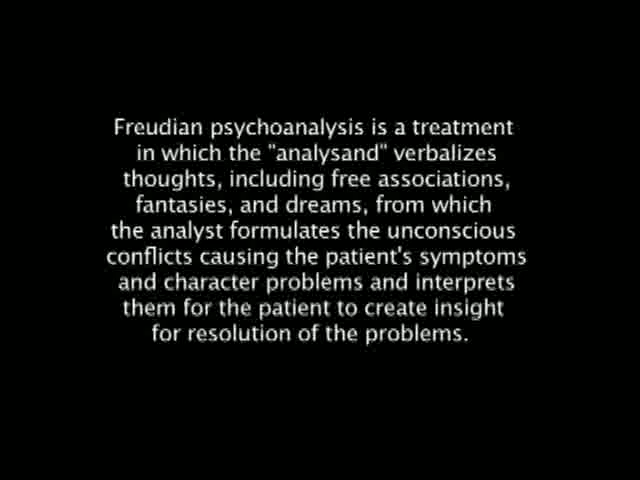 Freudian psychoanalysis is a treatment
in which the "analysand" verbalizes
thoughts, including free associations,
fantasies, and dreams, from which
the analyst formulates the unconscious
conflicts causing the patient's symptoms
and character problems and interprets
them for the patient to create insight
for resolution of the problems.